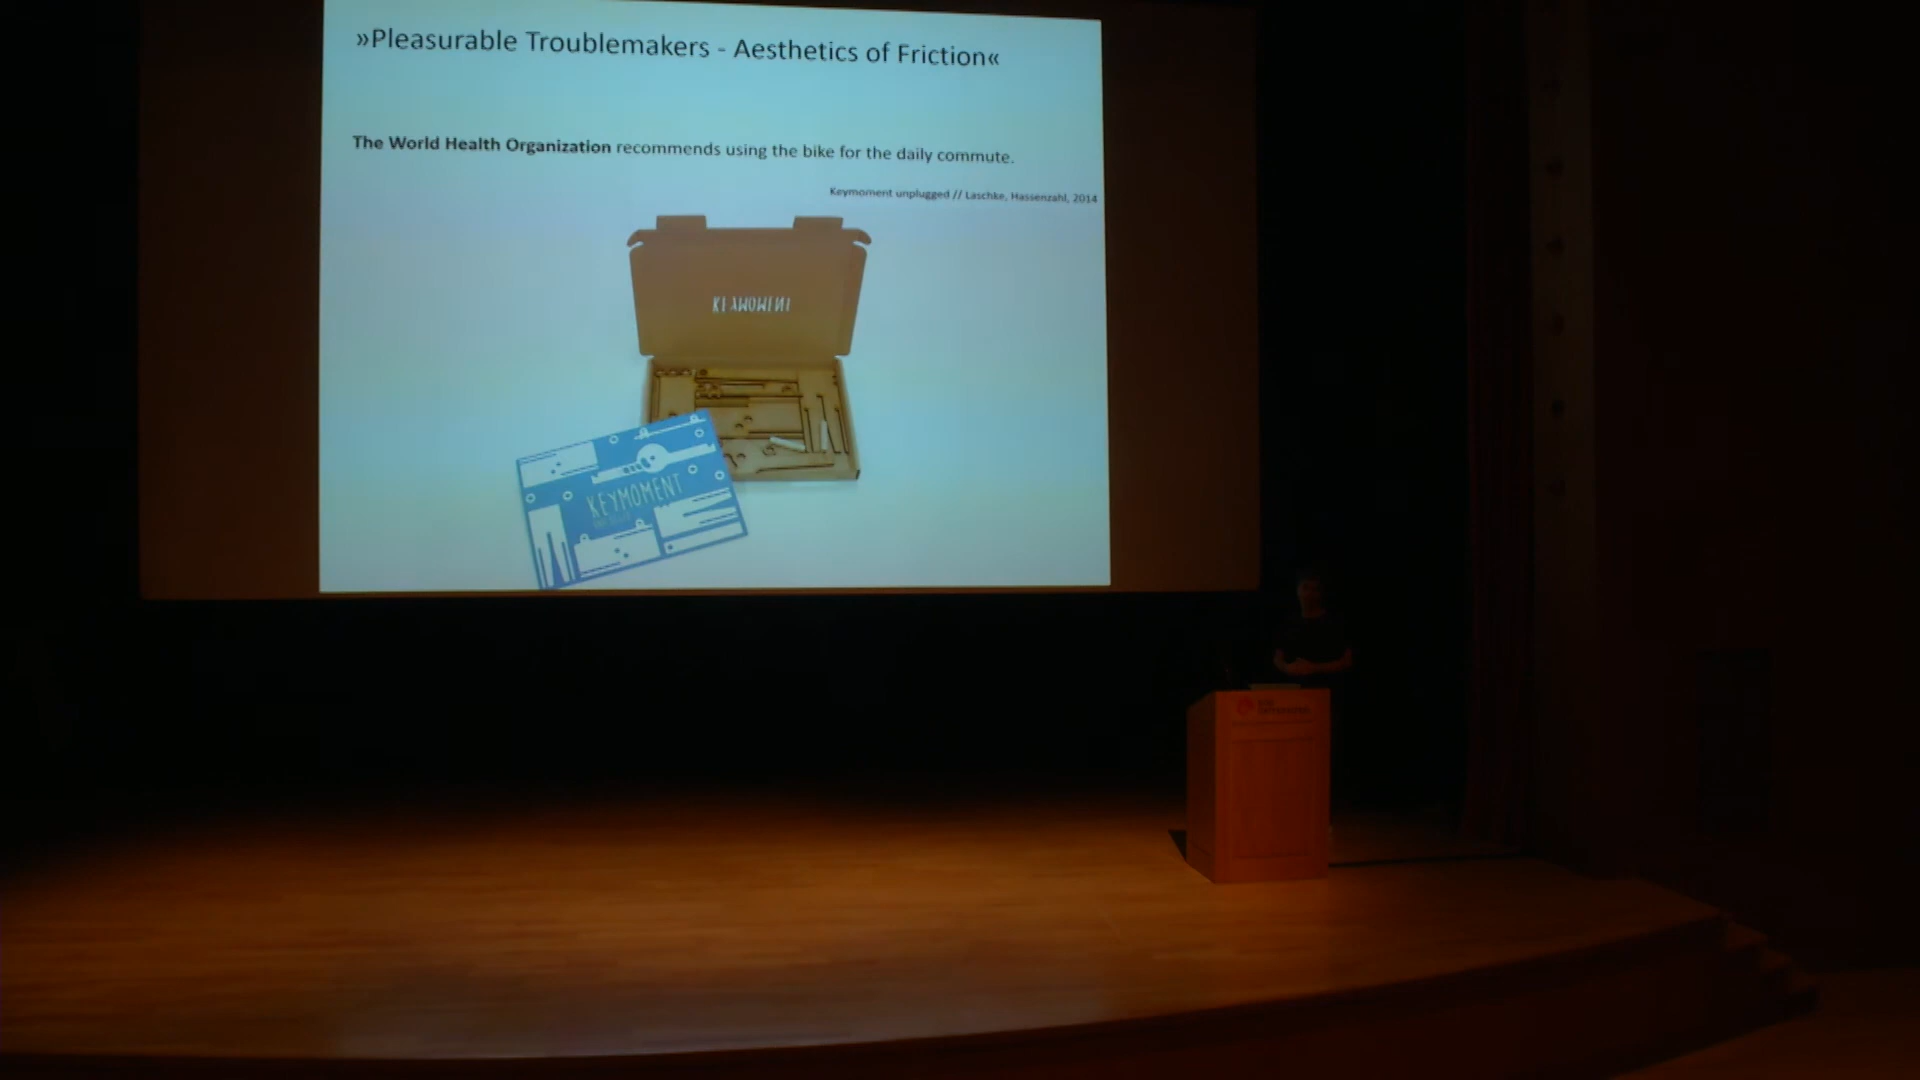 »Pleasurable Troublemakers - Aesthetics of Friction«
The World Health Organization recommends using the bike for the daily commute.
Keymoment unplugged // Laschke, Hassenzahl, 2014
KEYMOMENT
KEYMOMENT